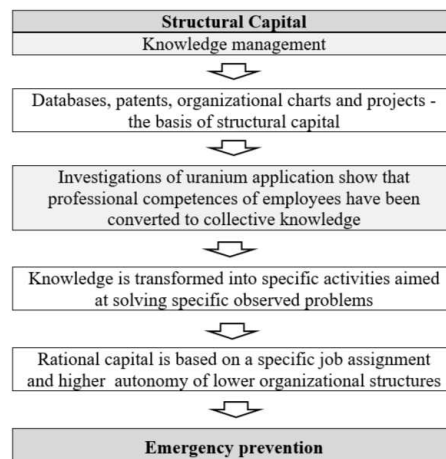 Structural Capital
Knowledge management
Databases, patents, organizational charts and projects -
the basis of structural capital
Investigations of uranium application show that
professional competences of employees have been
converted to collective knowledge
Knowledge is transformed into specific activities aimed
at solving specific observed problems
Rational capital is based on a specific job assignment
and higher autonomy of lower organizational structures
Emergency prevention